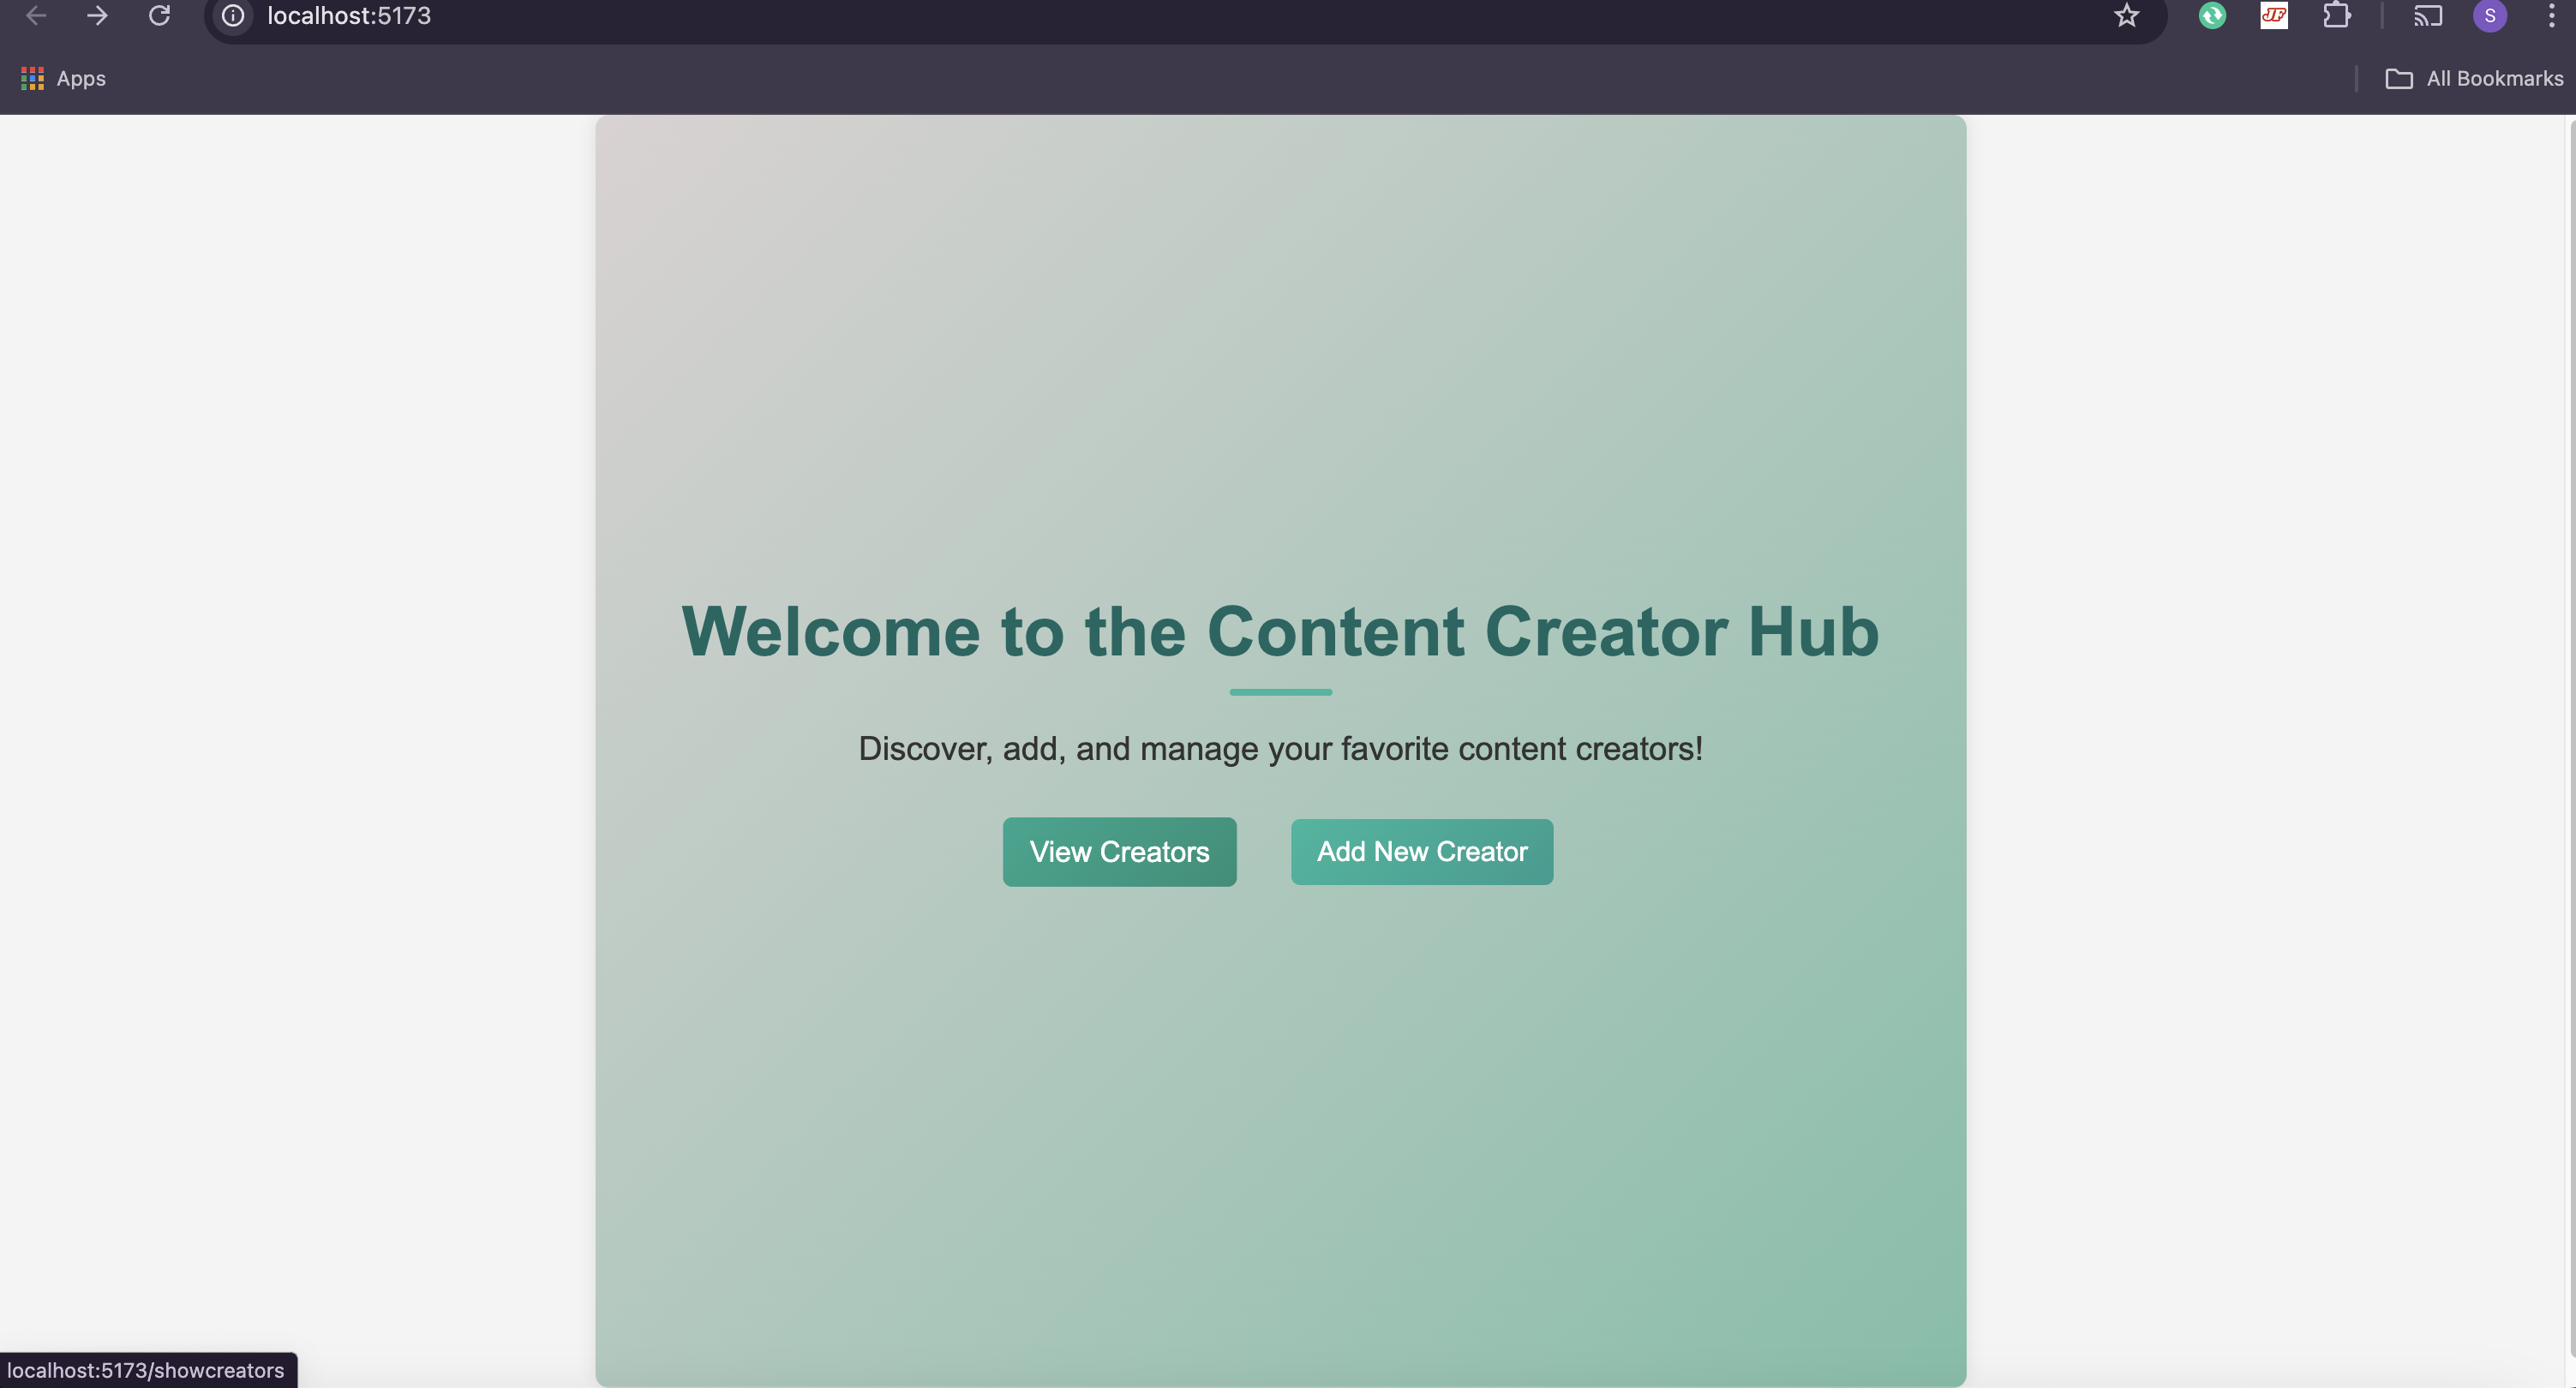 localhost:5173
JF
S
Apps
All Bookmarks
Welcome to the Content Creator Hub
Discover, add, and manage your favorite content creators!
View Creators
Add New Creator
localhost:5173/showcreators